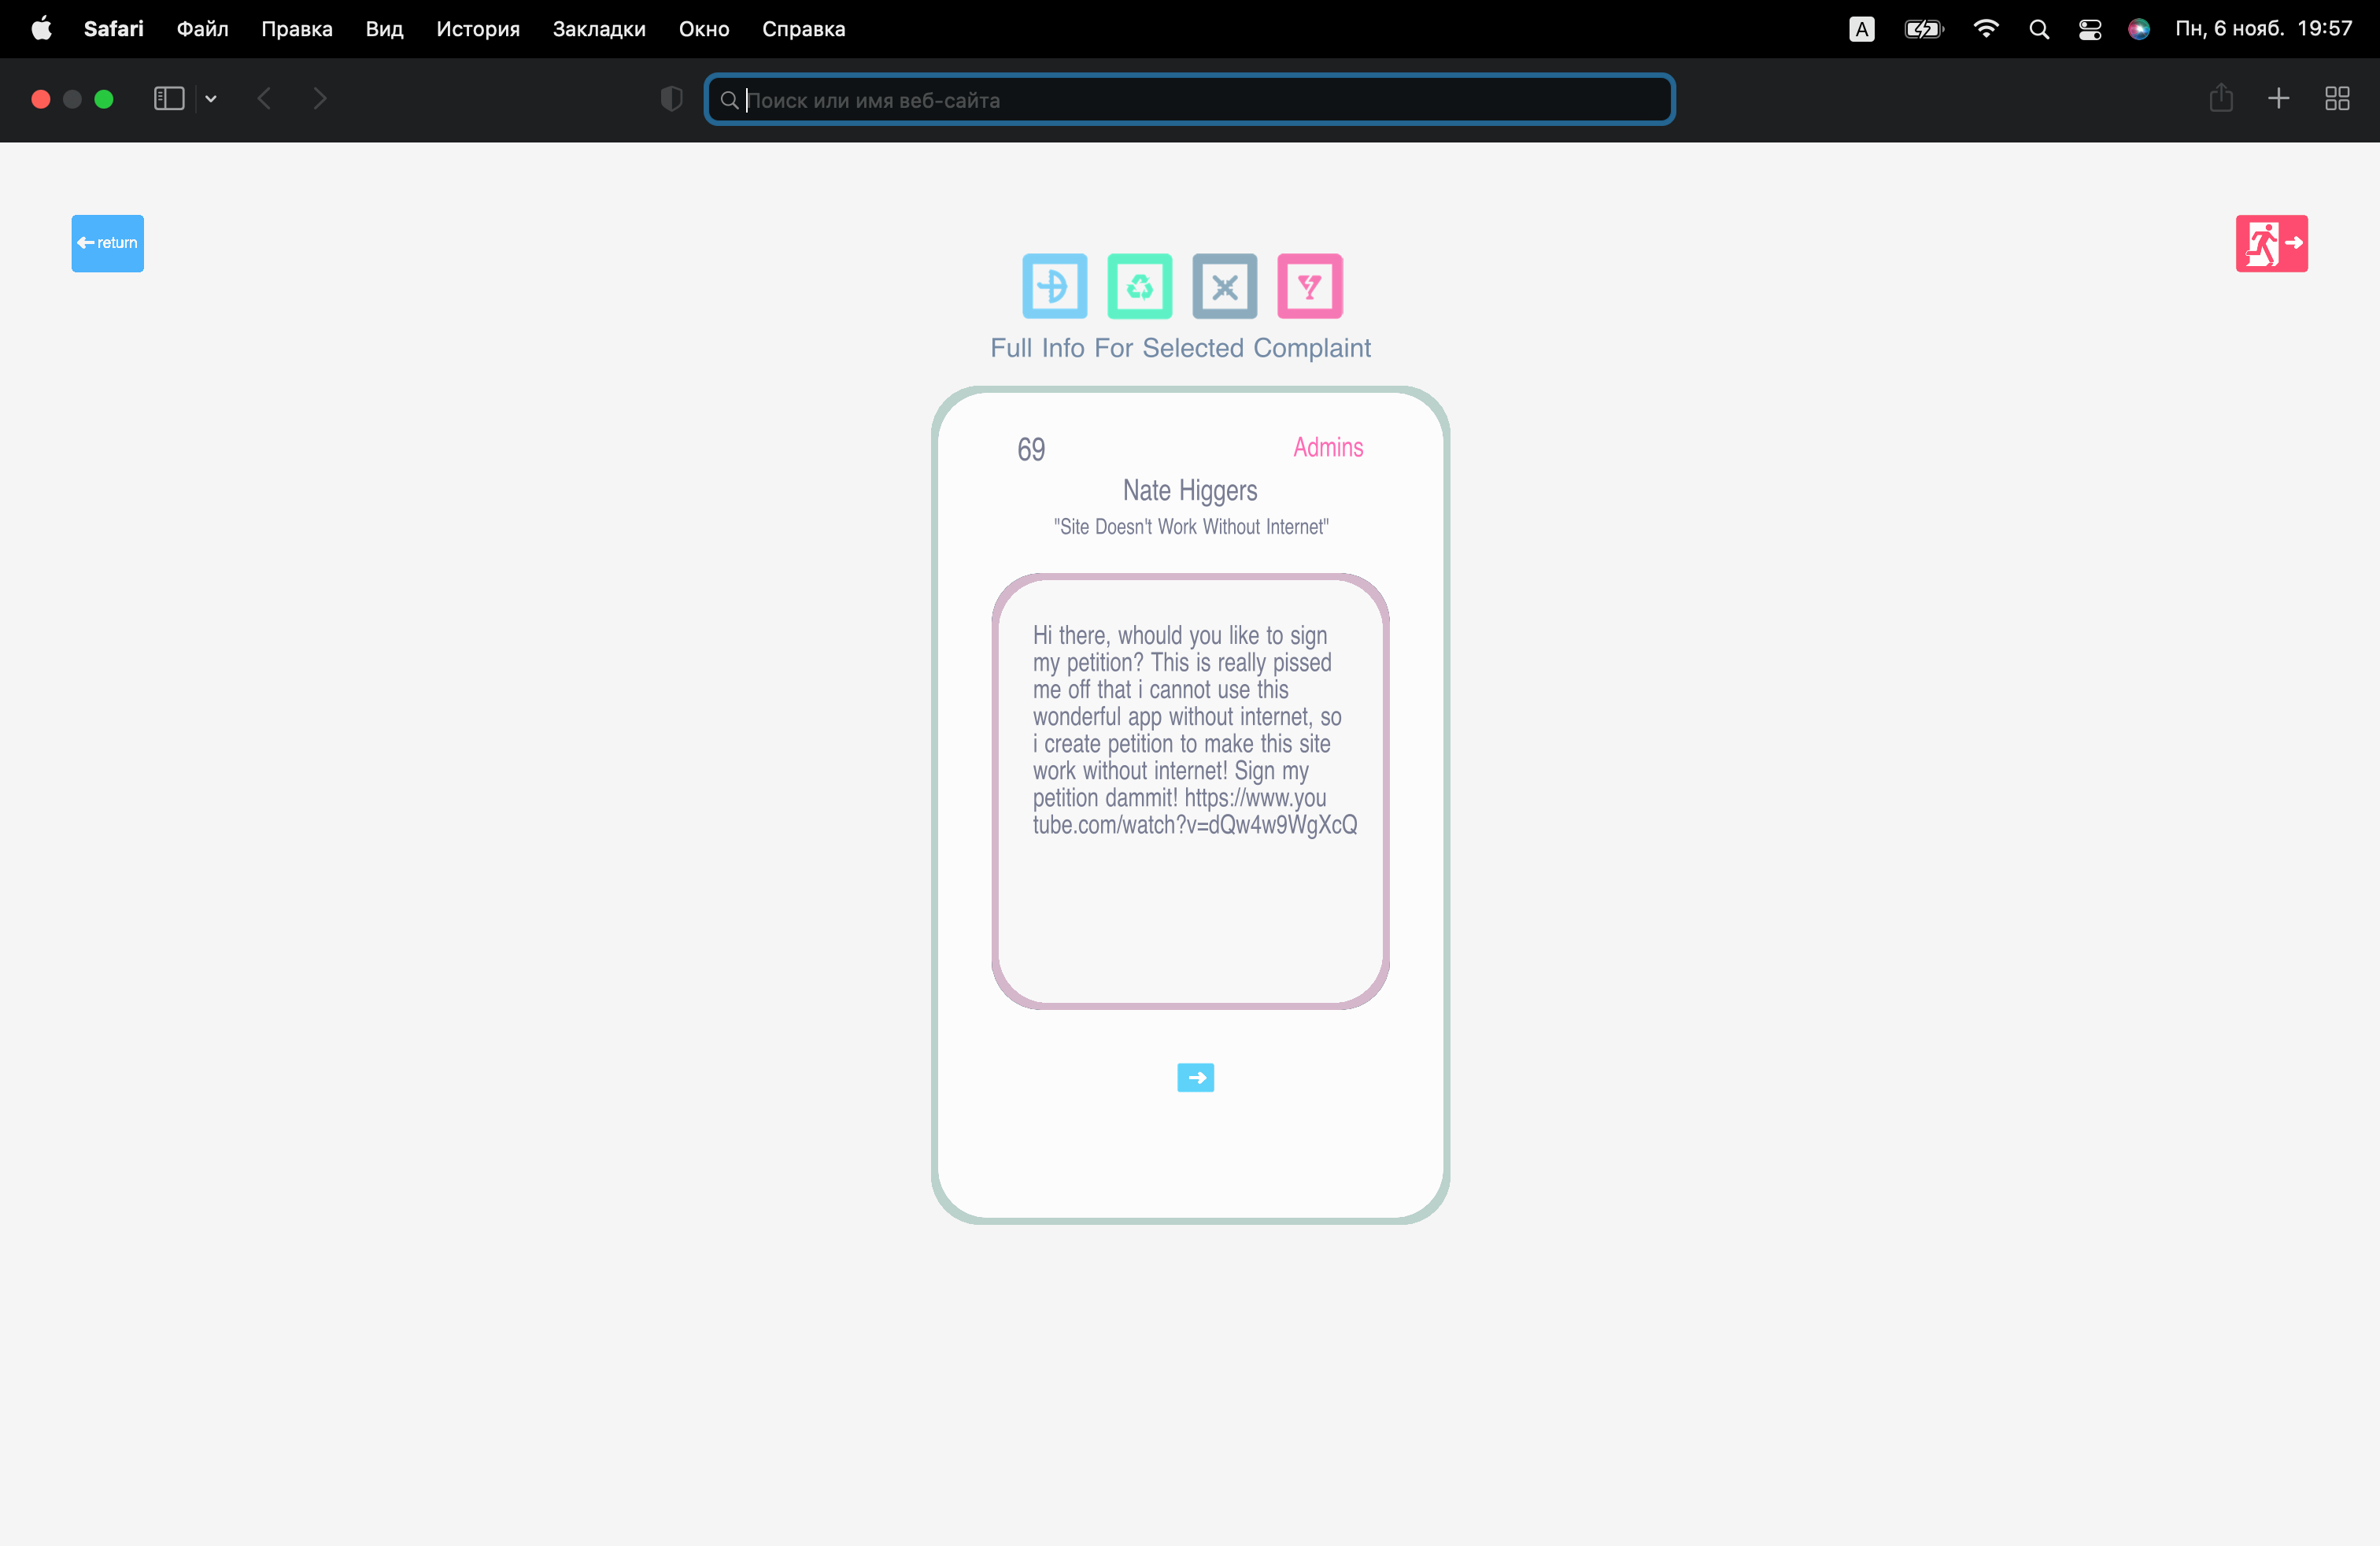 Safari Файл Правка Вид История Закладки Окно Справка A Пн, 6 нояб. 19:57
Поиск или имя веб-сайта
return
Full Info For Selected Complaint
69 Admins
Nate Higgers
"Site Doesn't Work Without Internet"
Hi there, whould you like to sign
my petition? This is really pissed
me off that i cannot use this
wonderful app without internet, so
i create petition to make this site
work without internet! Sign my
petition dammit! https://www.you
tube.com/watch?v=dQw4w9WgXcQ